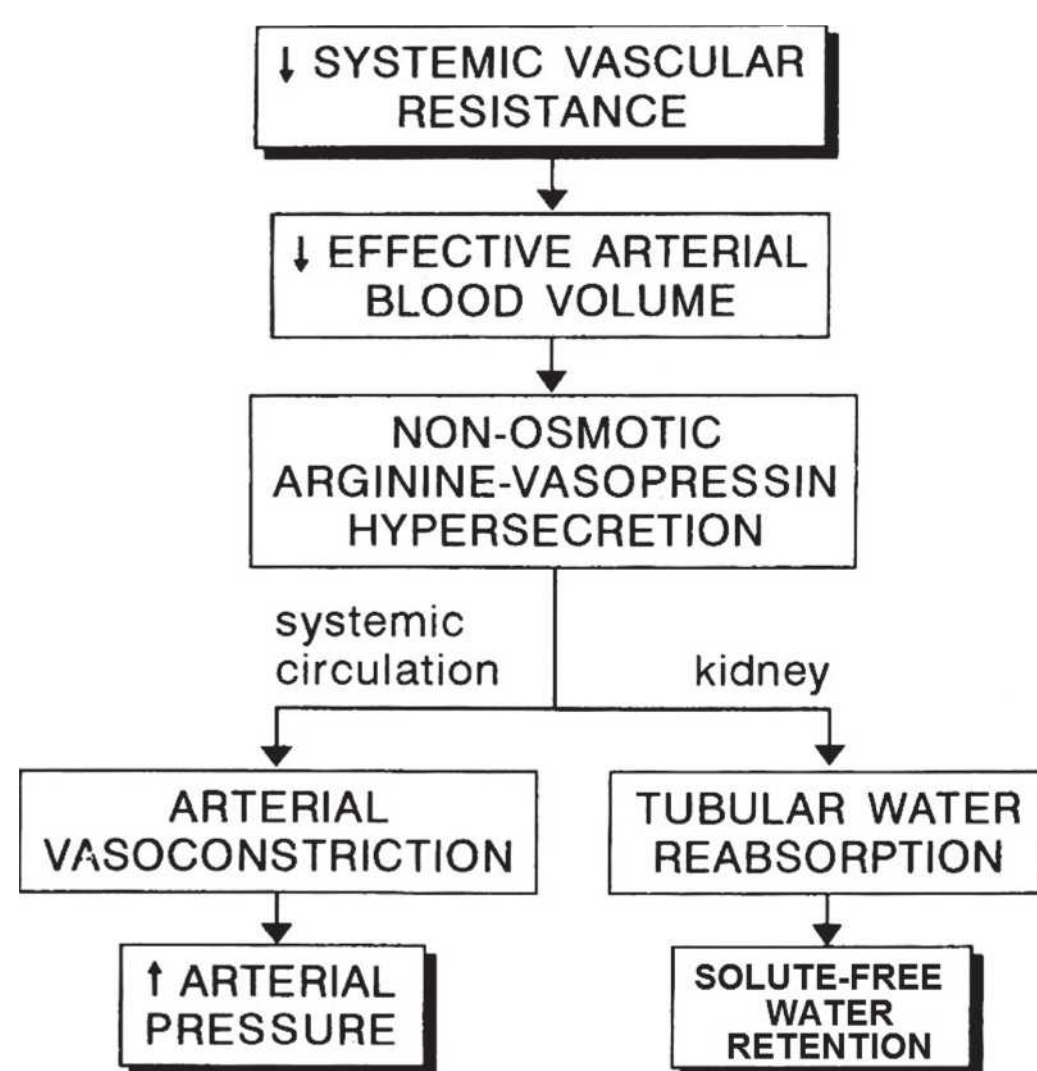 ↓ SYSTEMIC VASCULAR
RESISTANCE
↓ EFFECTIVE ARTERIAL
BLOOD VOLUME
NON-OSMOTIC
ARGININE-VASOPRESSIN
HYPERSECRETION
systemic
circulation
kidney
ARTERIAL
VASOCONSTRICTION
TUBULAR WATER
REABSORPTION
↑ ARTERIAL
PRESSURE
SOLUTE-FREE
WATER
RETENTION